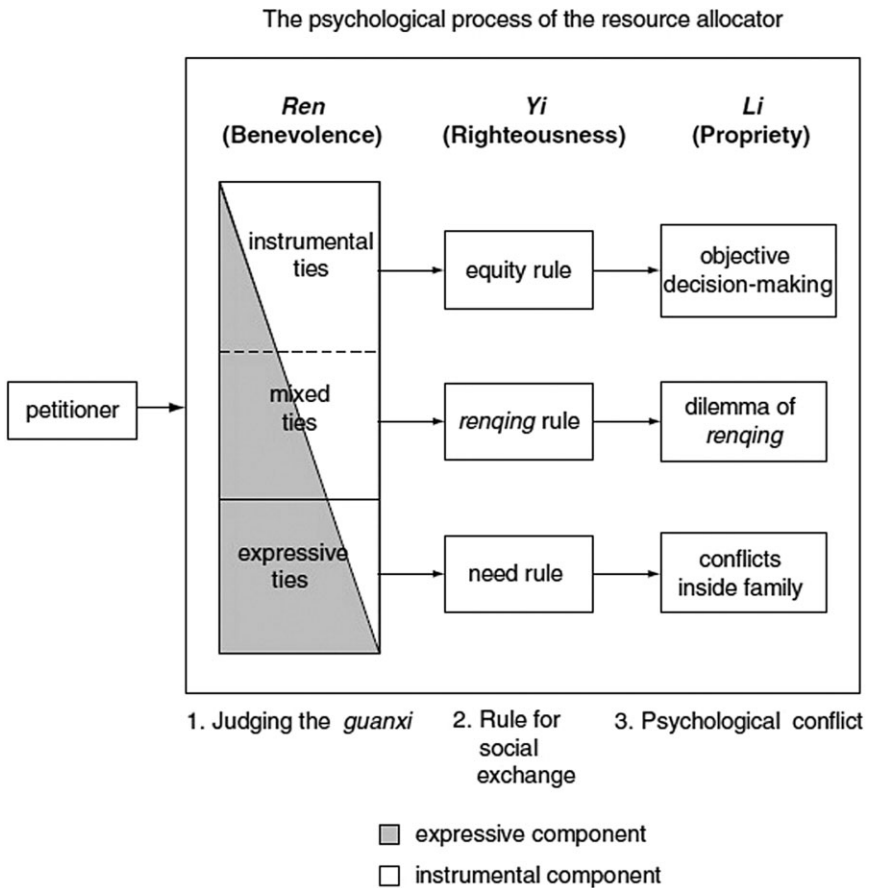 The psychological process of the resource allocator
Ren
(Benevolence)
Yi
(Righteousness)
Li
(Propriety)
instrumental
ties
equity rule
objective
decision-making
petitioner
mixed
ties
renqing rule
dilemma of
renqing
expressive
ties
need rule
conflicts
inside family
1. Judging the guanxi
2. Rule for
social
exchange
3. Psychological conflict
expressive component
instrumental component